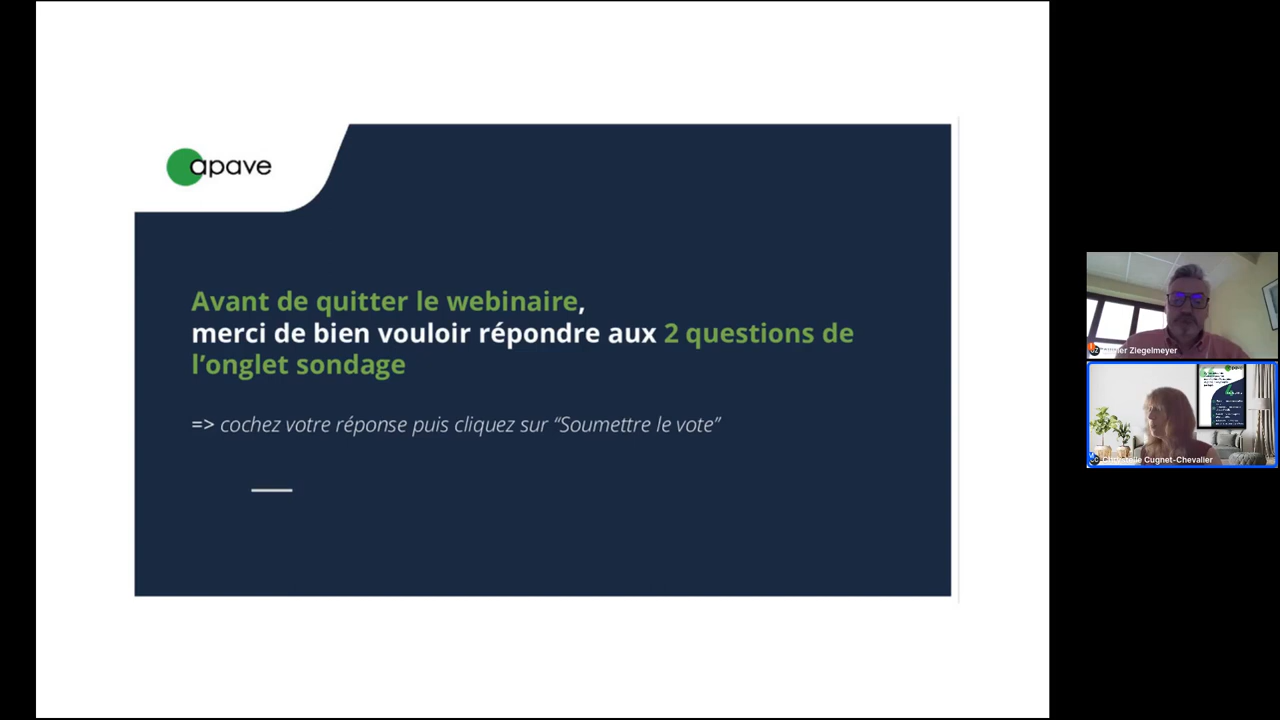 apave
Avant de quitter le webinaire,
merci de bien vouloir répondre aux 2 questions de
l’onglet sondage
=> cochez votre réponse puis cliquez sur “Soumettre le vote”
Ziegelmeyer
Cugnet-Chevalier